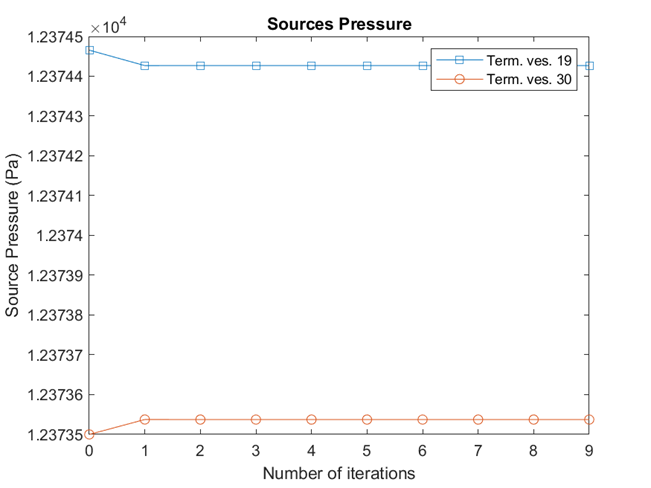 ×10⁴
Sources Pressure
1.23745
1.23744
1.23743
1.23742
1.23741
1.2374
1.23739
1.23738
1.23737
1.23736
1.23735
Source Pressure (Pa)
Term. ves. 19
Term. ves. 30
0 1 2 3 4 5 6 7 8 9
Number of iterations